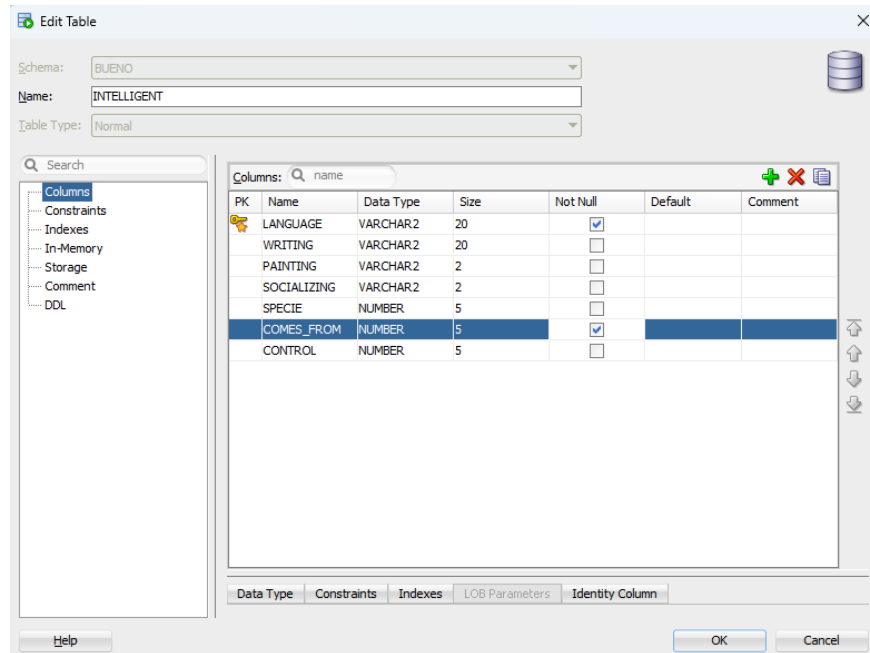 Edit Table
Schema: BUENO
Name: INTELLIGENT
Table Type: Normal
Search
Columns
Constraints
Indexes
In-Memory
Storage
Comment
DDL
Columns: name
PK Name Data Type Size Not Null Default Comment
LANGUAGE VARCHAR2 20
WRITING VARCHAR2 20
PAINTING VARCHAR2 2
SOCIALIZING VARCHAR2 2
SPECIE NUMBER 5
COMES_FROM NUMBER 5
CONTROL NUMBER 5
Data Type Constraints Indexes LOB Parameters Identity Column
Help OK Cancel